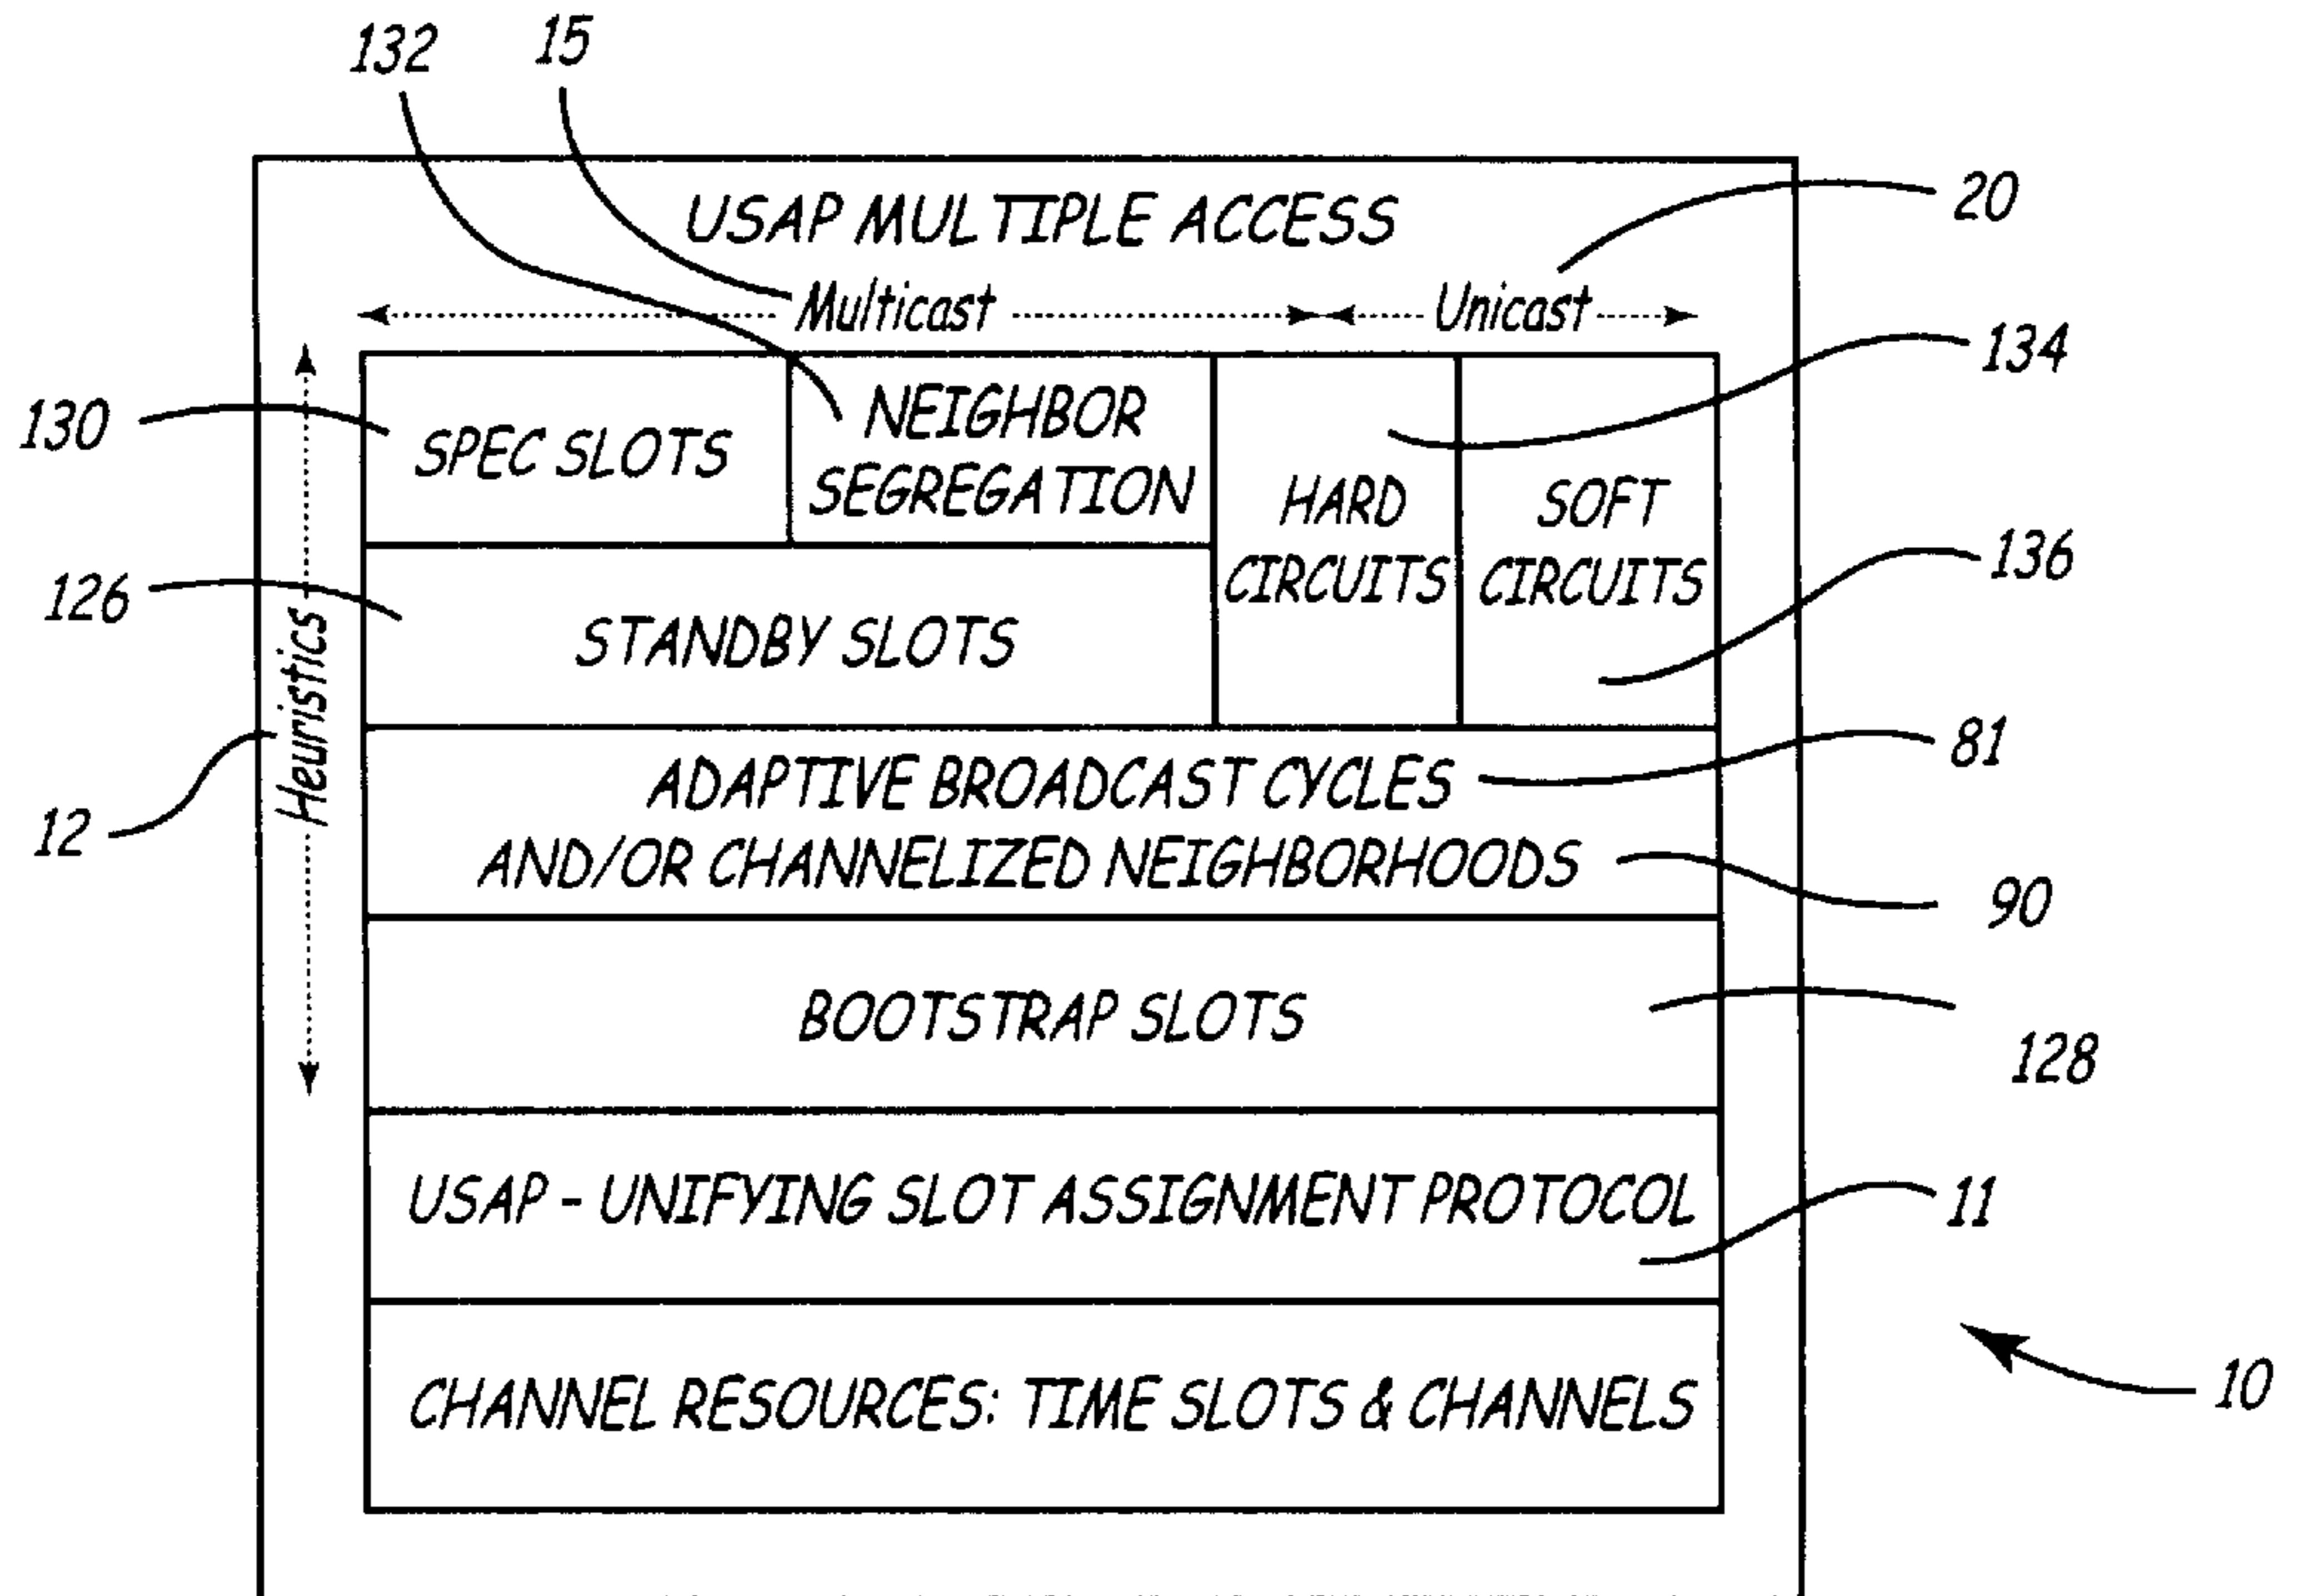 132
15
USAP MULTIPLE ACCESS
20
Multicast
Unicast
134
130
SPEC SLOTS
NEIGHBOR
SEGREGATION
HARD
CIRCUITS
SOFT
CIRCUITS
136
126
STANDBY SLOTS
Heuristics
12
ADAPTIVE BROADCAST CYCLES
81
AND/OR CHANNELIZED NEIGHBORHOODS
90
BOOTSTRAP SLOTS
128
USAP - UNIFYING SLOT ASSIGNMENT PROTOCOL
11
CHANNEL RESOURCES: TIME SLOTS & CHANNELS
10